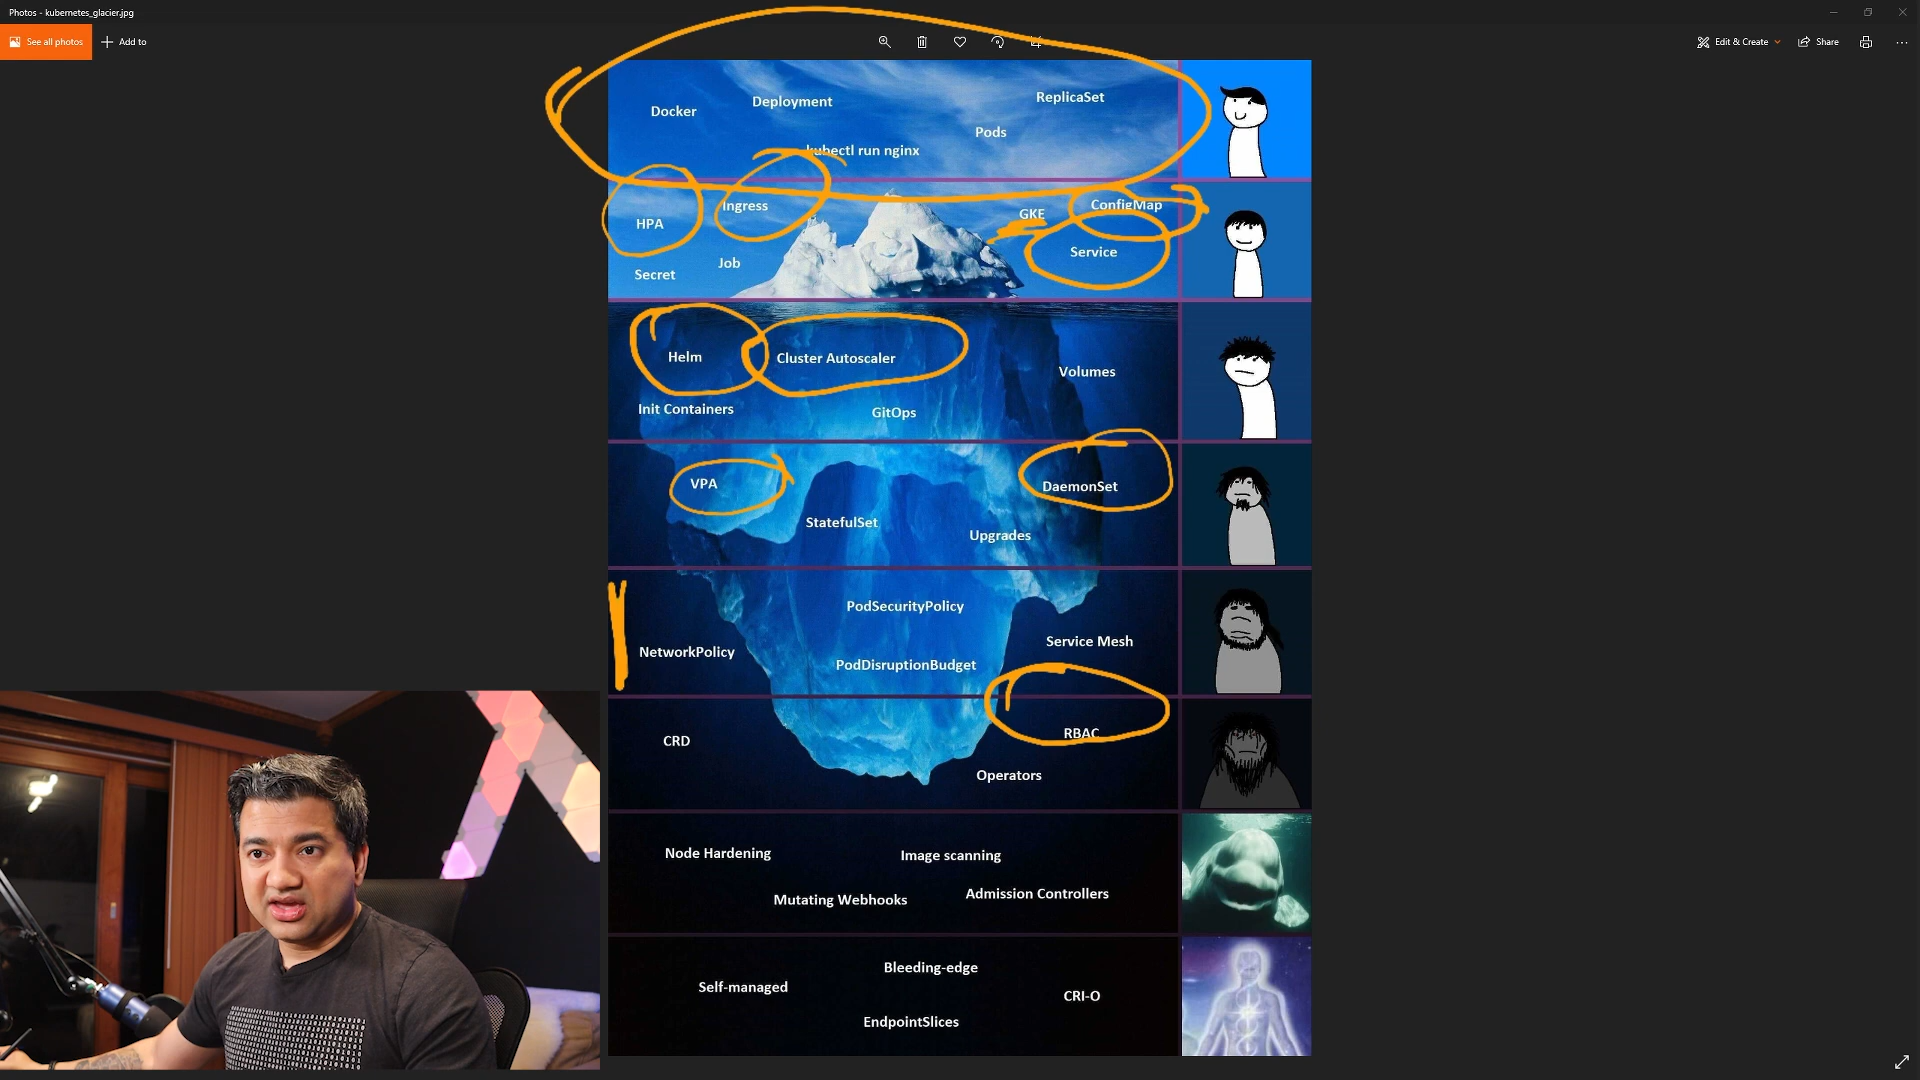 Photos - kubernetes_glacier.jpg
See all photos
Add to
Edit & Create
Share
Docker
Deployment
ReplicaSet
Pods
kubectl run nginx
HPA
Ingress
GKE
ConfigMap
Service
Job
Secret
Helm
Cluster Autoscaler
Volumes
Init Containers
GitOps
VPA
DaemonSet
StatefulSet
Upgrades
PodSecurityPolicy
NetworkPolicy
Service Mesh
PodDisruptionBudget
CRD
RBAC
Operators
Node Hardening
Image scanning
Mutating Webhooks
Admission Controllers
Bleeding-edge
Self-managed
CRI-O
EndpointSlices